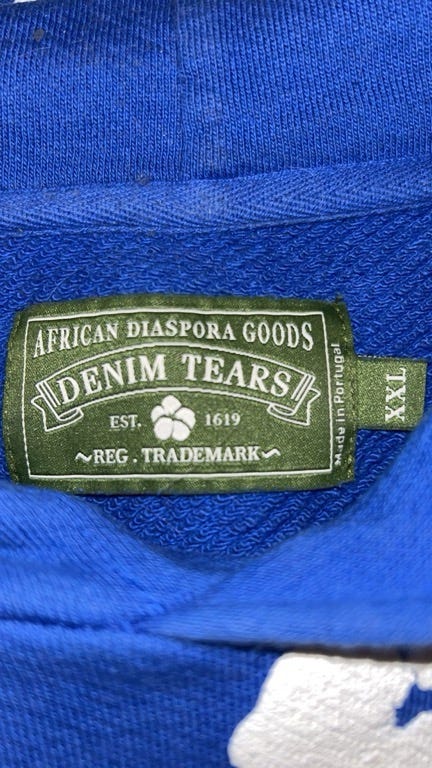 AFRICAN DIASPORA GOODS
DENIM TEARS
EST. 1619
~REG. TRADEMARK~
Made in Portugal
XXL